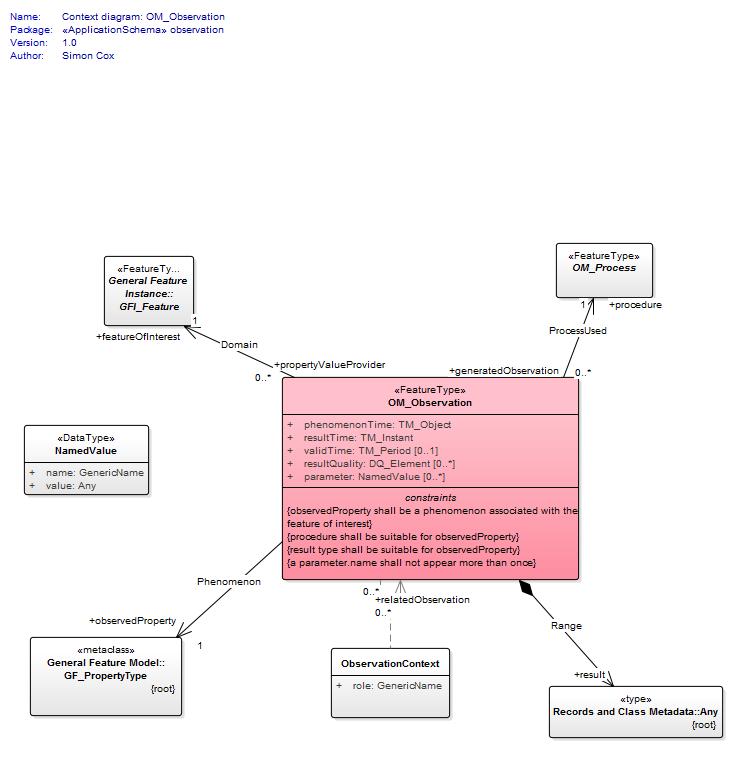 Name: Context diagram: OM_Observation
Package: «ApplicationSchema» observation
Version: 1.0
Author: Simon Cox
«FeatureTy...
General Feature
Instance::
GFI_Feature
«FeatureType»
OM_Process
1
+featureOfInterest
1
+procedure
Domain
ProcessUsed
+propertyValueProvider
0..*
+generatedObservation
0..*
«FeatureType»
OM_Observation
+ phenomenonTime: TM_Object
+ resultTime: TM_Instant
+ validTime: TM_Period [0..1]
+ resultQuality: DQ_Element [0..*]
+ parameter: NamedValue [0..*]
constraints
{observedProperty shall be a phenomenon associated with the
feature of interest}
{procedure shall be suitable for observedProperty}
{result type shall be suitable for observedProperty}
{a parameter.name shall not appear more than once}
«DataType»
NamedValue
+ name: GenericName
+ value: Any
Phenomenon
+observedProperty
1
0..*
+relatedObservation
0..*
Range
+result
«metaclass»
General Feature Model::
GF_PropertyType
{root}
ObservationContext
+ role: GenericName
«type»
Records and Class Metadata::Any
{root}